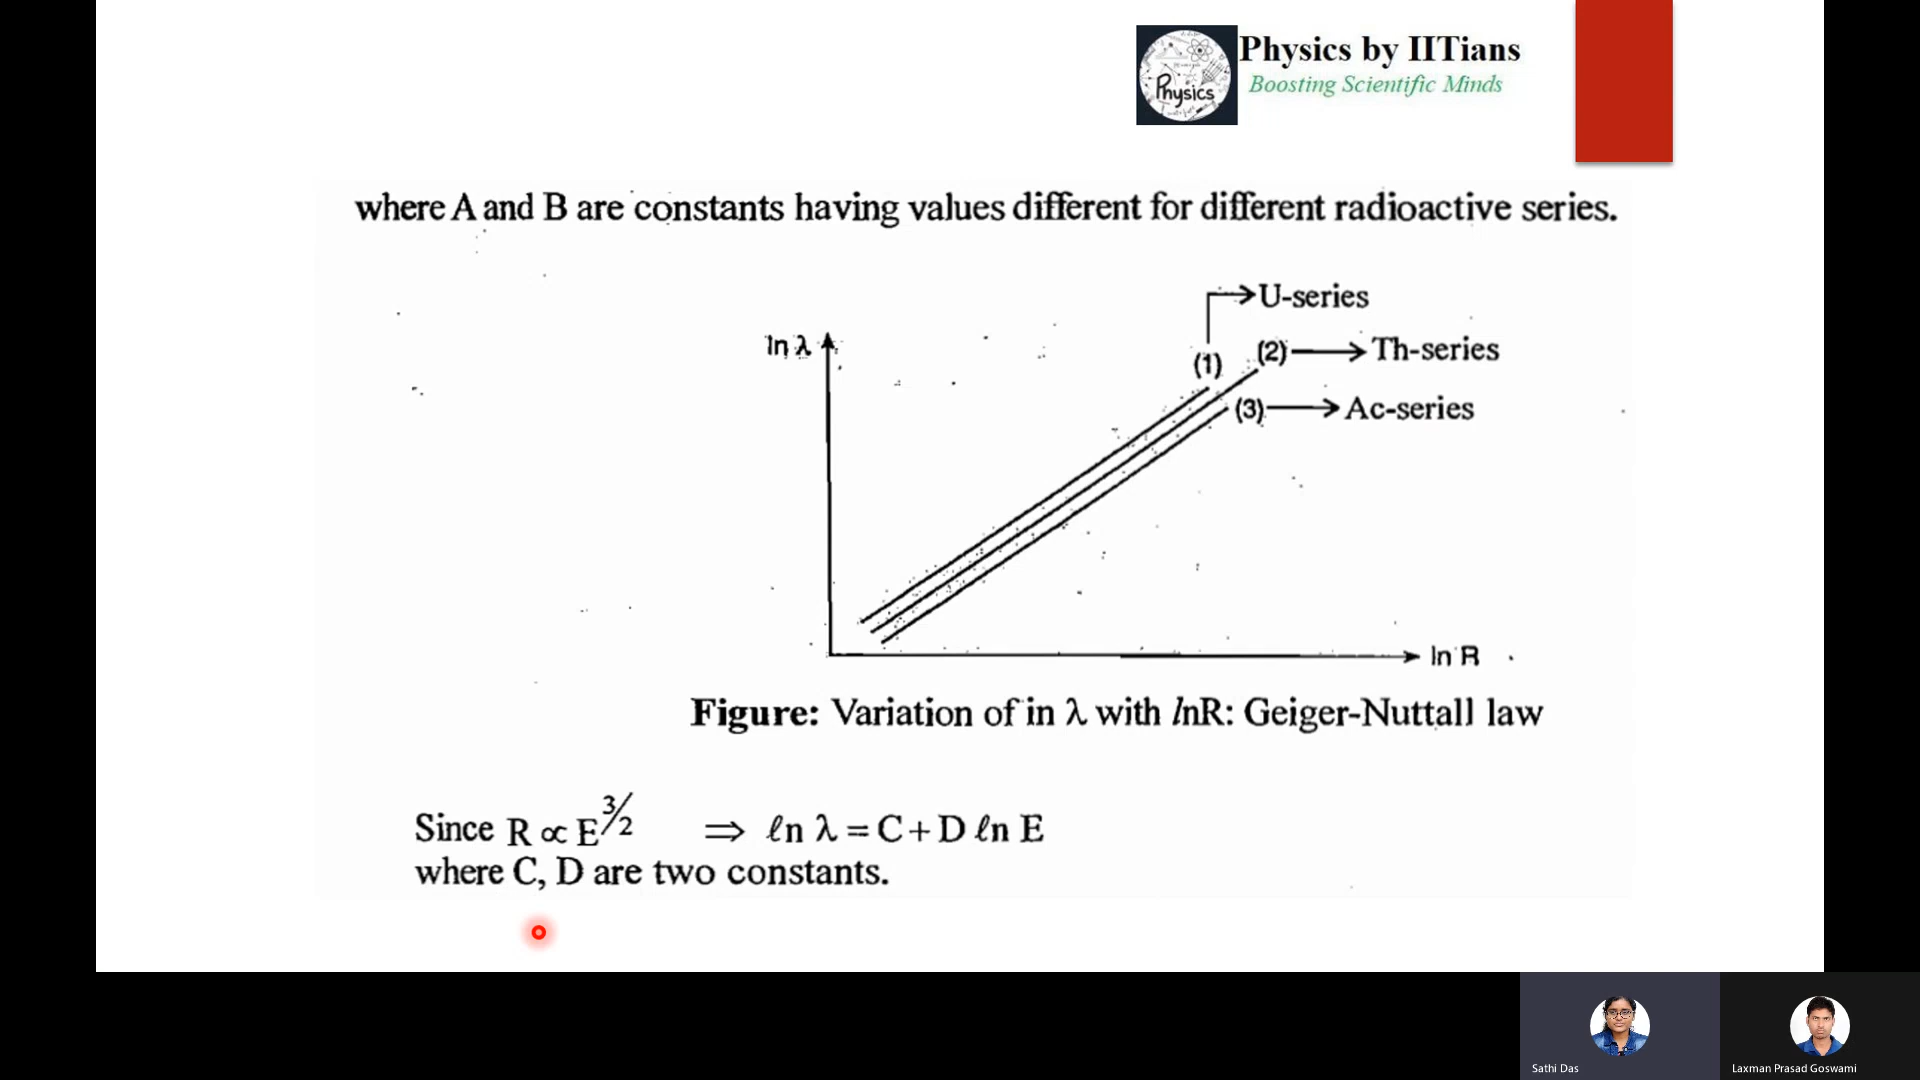 Physics by IITians
Boosting Scientific Minds
Physics
where A and B are constants having values different for different radioactive series.
U-series
ln λ
(1)
(2) Th-series
(3) Ac-series
ln R
Figure: Variation of in λ with lnR: Geiger-Nuttall law
Since R ∝ E^3/2 ⇒ ℓn λ = C + D ℓn E
where C, D are two constants.
Sathi Das
Laxman Prasad Goswami